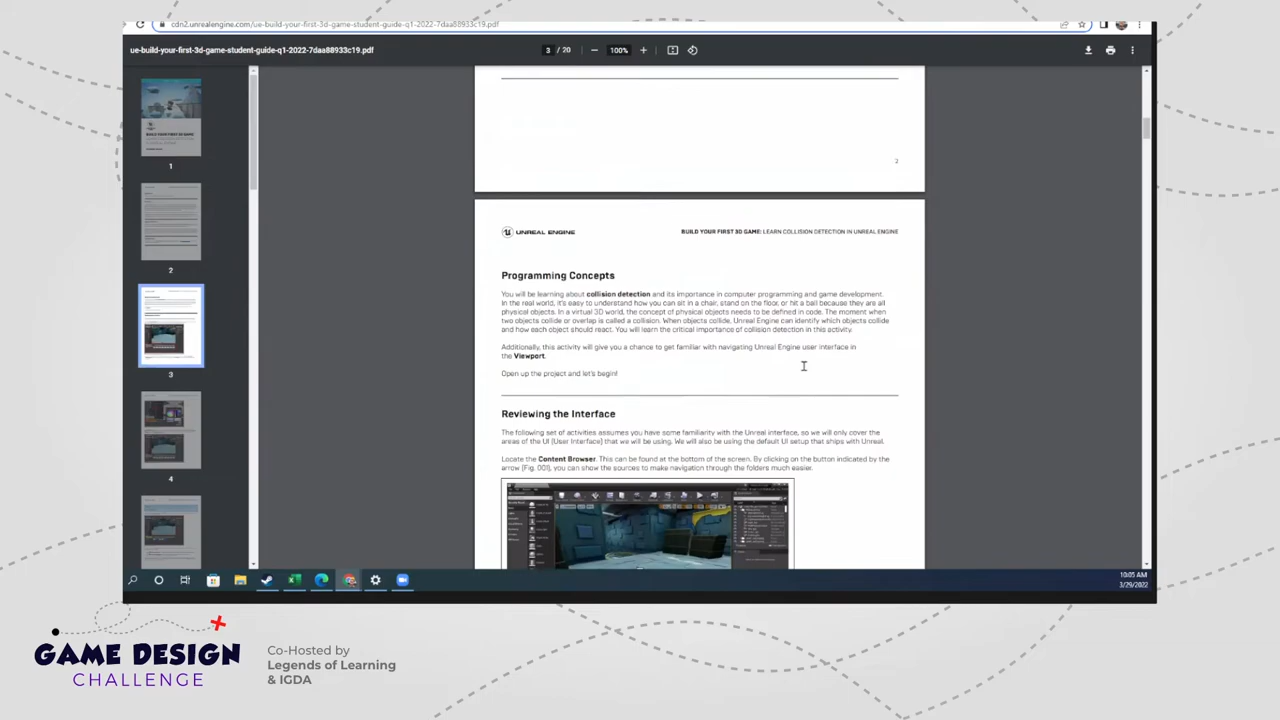 cdn2.unrealengine.com/ue-build-your-first-3d-game-student-guide-q1-2022-7daa88933c19.pdf
ue-build-your-first-3d-game-student-guide-q1-2022-7daa88933c19.pdf
3 / 20
100%
1
2
3
4
2
UNREAL ENGINE
BUILD YOUR FIRST 3D GAME: LEARN COLLISION DETECTION IN UNREAL ENGINE
Programming Concepts
You will be learning about collision detection and its importance in computer programming and game development.
In the real world, it's easy to understand how you can sit in a chair, stand on the floor, or hit a ball because they are all
physical objects. In a virtual 3D world, the concept of physical objects needs to be defined in code. The moment when
two objects collide or overlap is called a collision. When objects collide, Unreal Engine can identify which objects collide
and how each object should react. You will learn the critical importance of collision detection in this activity.
Additionally, this activity will give you a chance to get familiar with navigating Unreal Engine user interface in
the Viewport.
Open up the project and let's begin!
Reviewing the Interface
The following set of activities assumes you have some familiarity with the Unreal interface, so we will only cover the
areas of the UI (User Interface) that we will be using. We will also be using the default UI setup that ships with Unreal.
Locate the Content Browser. This can be found at the bottom of the screen. By clicking on the button indicated by the
arrow (Fig. 001), you can show the sources to make navigation through the folders much easier.
10:05 AM
3/29/2022
GAME DESIGN
CHALLENGE
Co-Hosted by
Legends of Learning
& IGDA